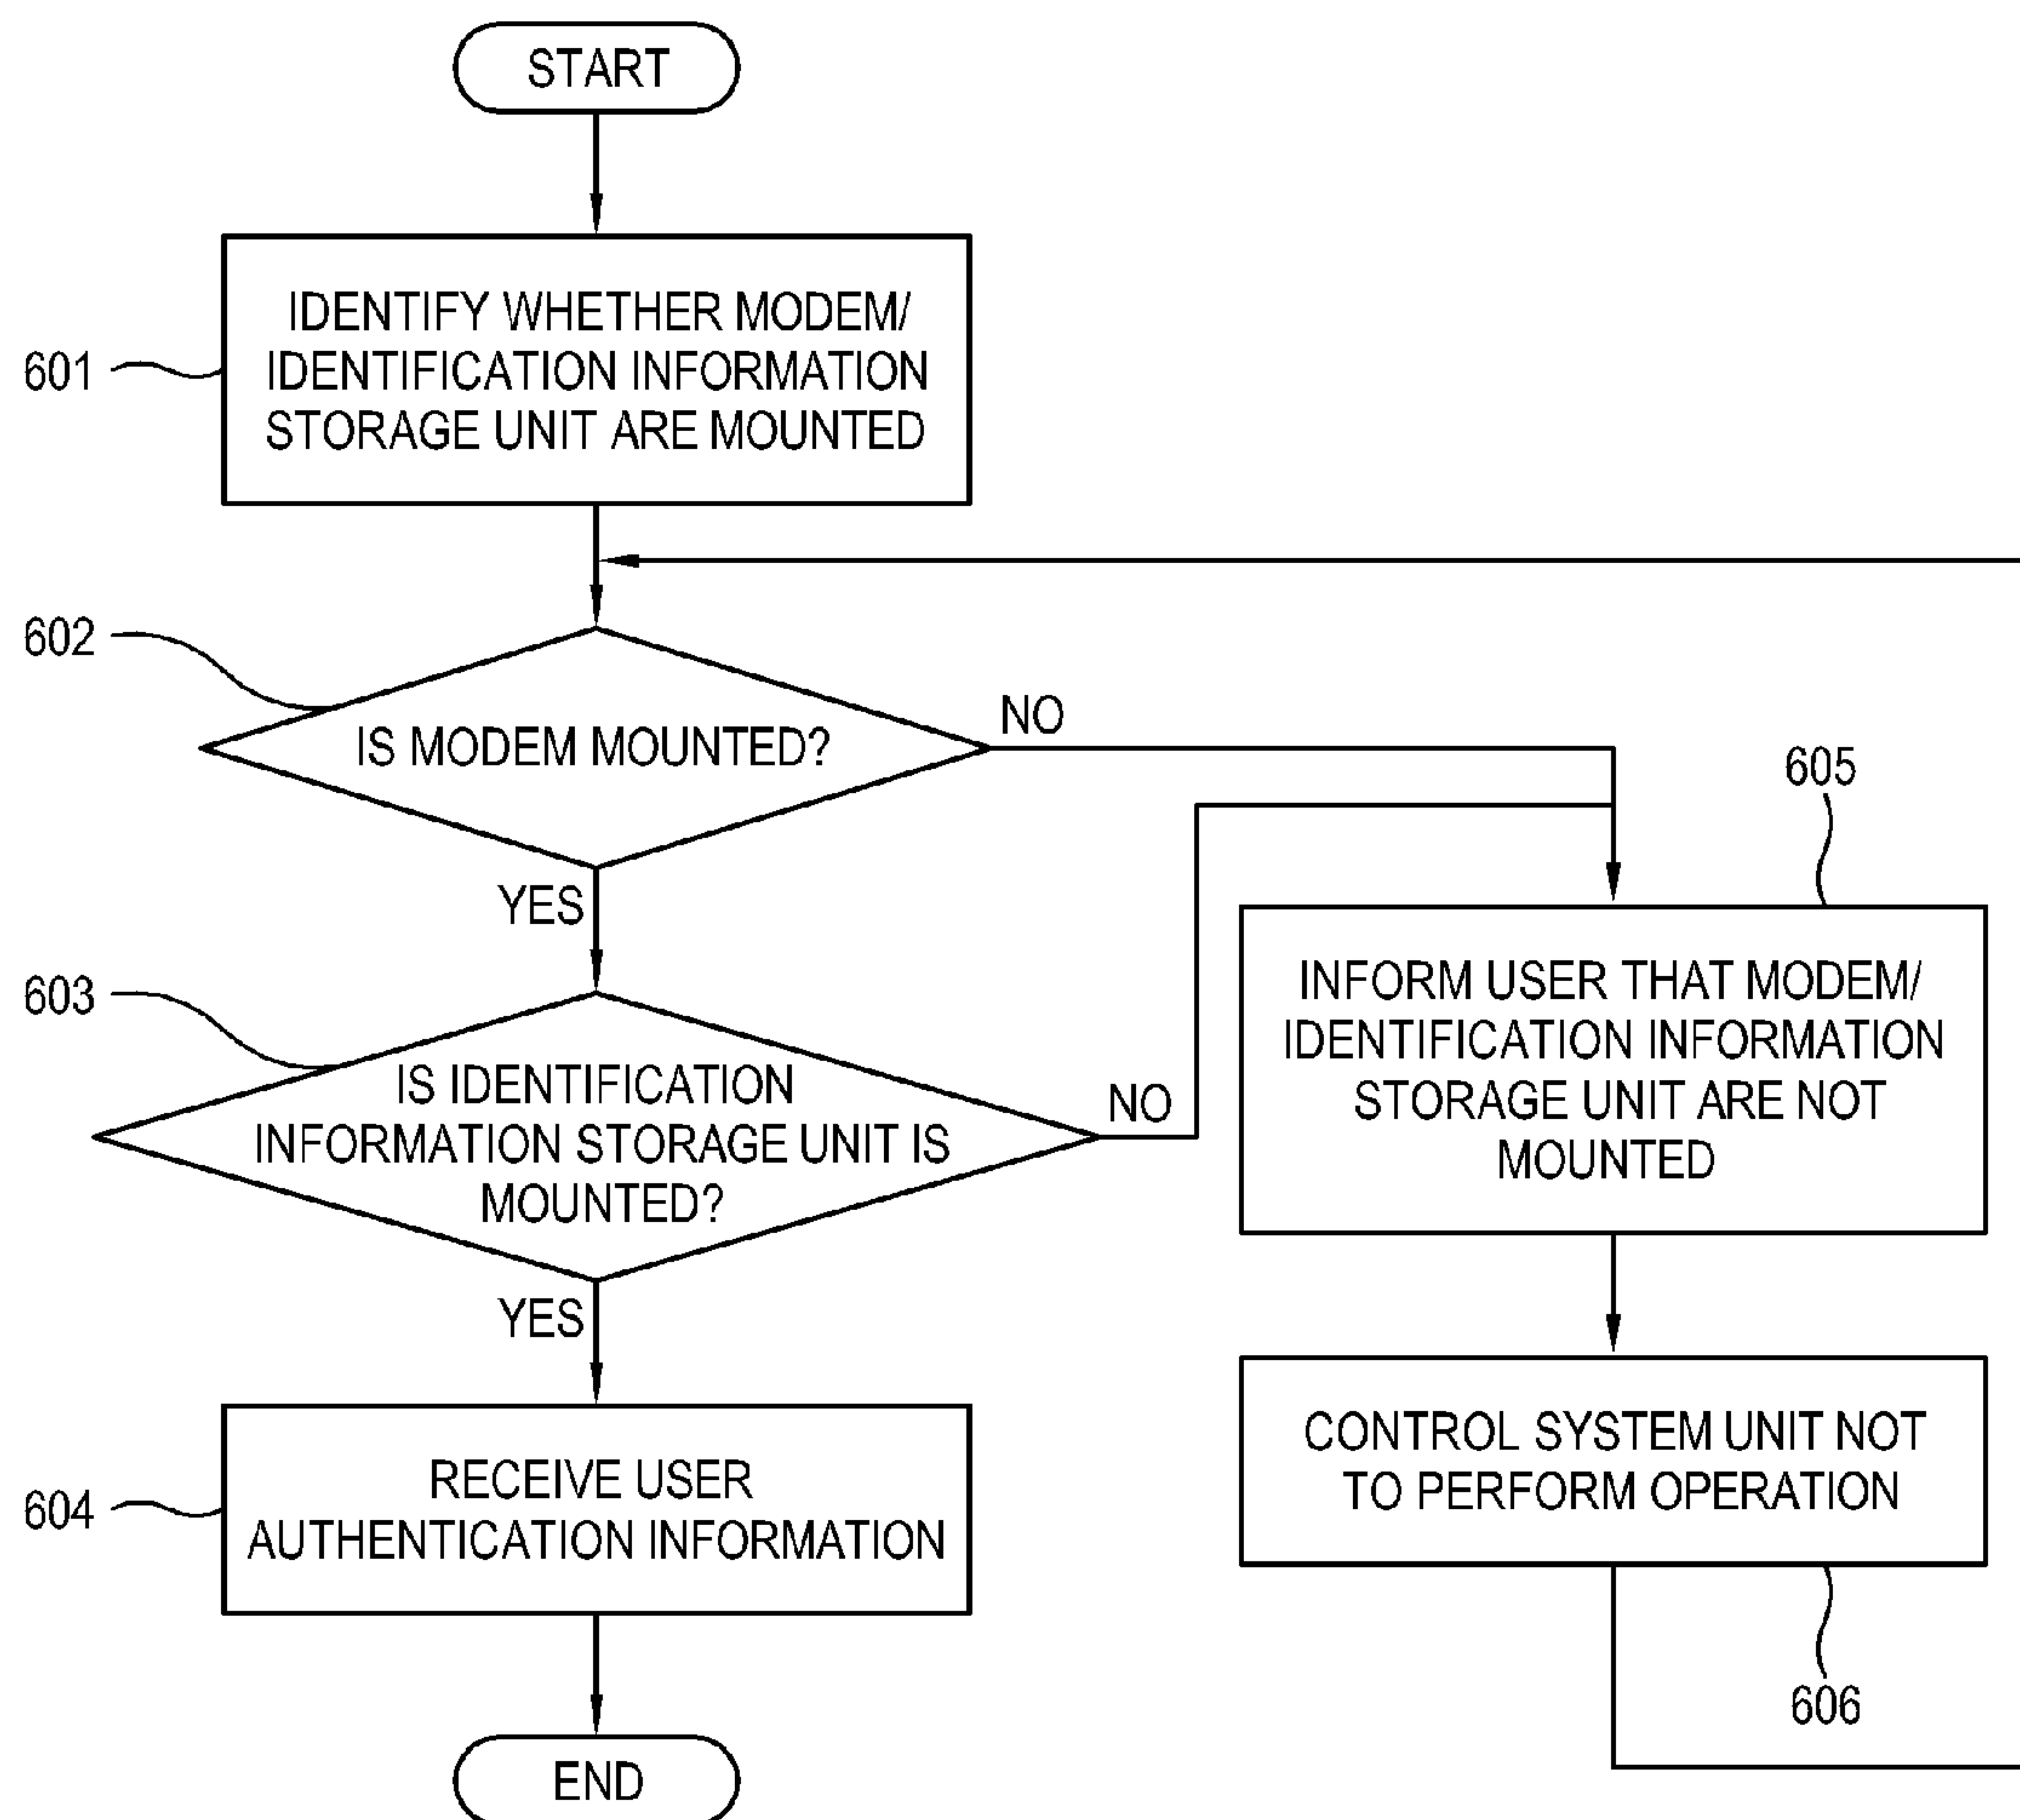 START
601
IDENTIFY WHETHER MODEM/
IDENTIFICATION INFORMATION
STORAGE UNIT ARE MOUNTED
602
IS MODEM MOUNTED?
NO
YES
603
IS IDENTIFICATION
INFORMATION STORAGE UNIT IS
MOUNTED?
NO
YES
604
RECEIVE USER
AUTHENTICATION INFORMATION
END
605
INFORM USER THAT MODEM/
IDENTIFICATION INFORMATION
STORAGE UNIT ARE NOT
MOUNTED
CONTROL SYSTEM UNIT NOT
TO PERFORM OPERATION
606